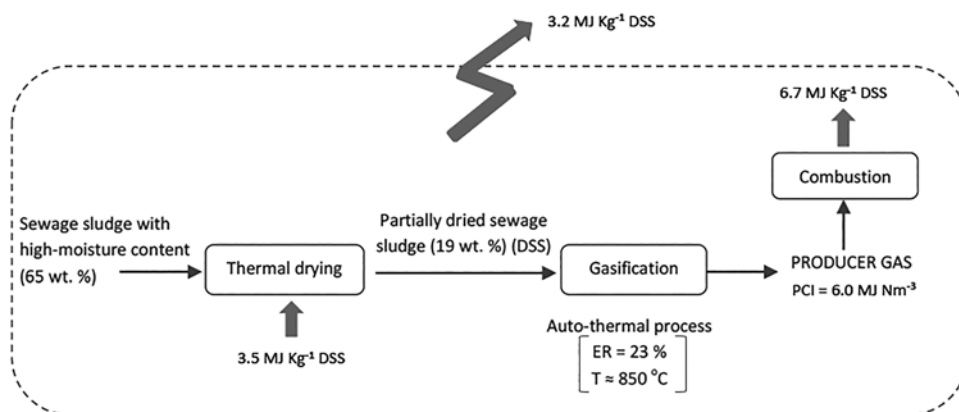 3.2 MJ Kg⁻¹ DSS
6.7 MJ Kg⁻¹ DSS
Combustion
Sewage sludge with
high-moisture content
(65 wt. %)
Thermal drying
Partially dried sewage
sludge (19 wt. %) (DSS)
Gasification
PRODUCER GAS
PCI = 6.0 MJ Nm⁻³
3.5 MJ Kg⁻¹ DSS
Auto-thermal process
ER = 23 %
T ≈ 850 °C